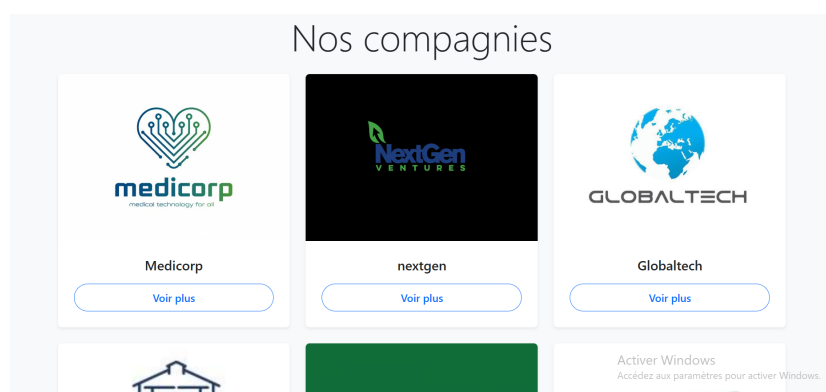 Nos compagnies
medicorp
medical technology for all
NextGen
VENTURES
GLOBALTECH
Medicorp
nextgen
Globaltech
Voir plus
Voir plus
Voir plus
Activer Windows
Accédez aux paramètres pour activer Windows.